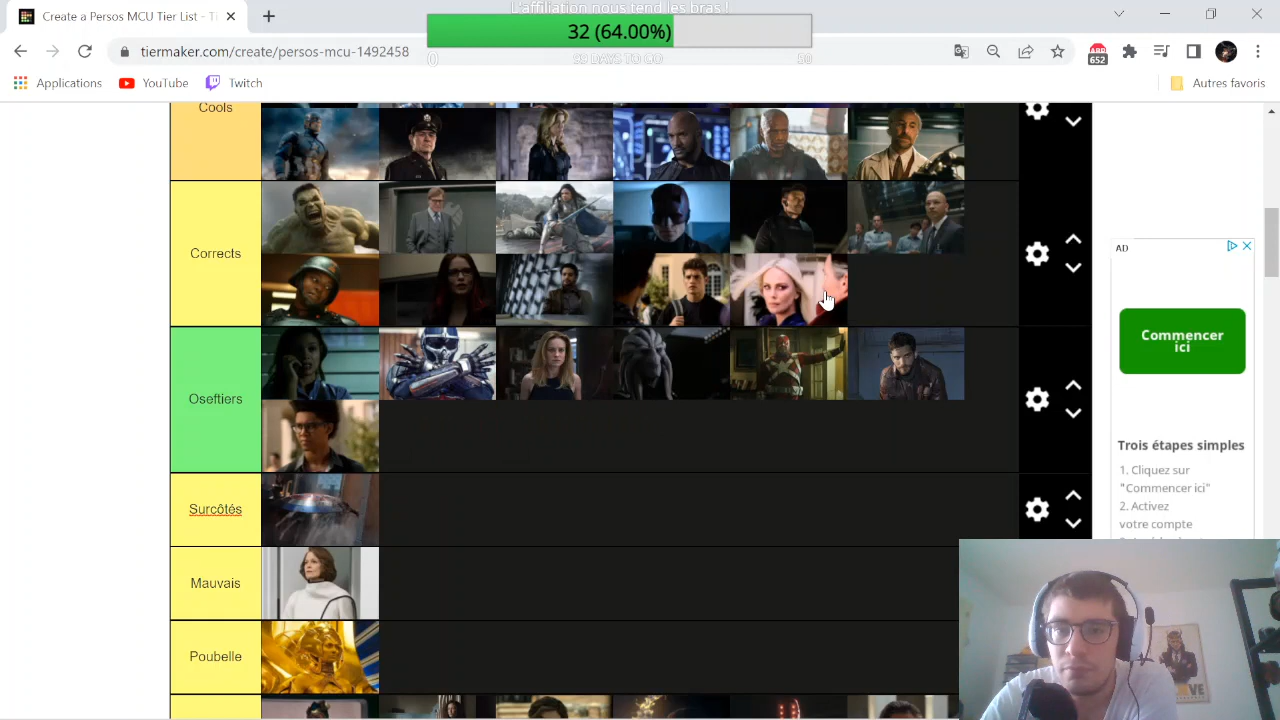 Create a Persos MCU Tier List - Ti
L'affiliation nous tend les bras !
32 (64.00%)
tiermaker.com/create/persos-mcu-1492458
652
Applications
YouTube
Twitch
Autres favoris
Cools
Corrects
Oseftiers
Surcôtés
Mauvais
Poubelle
AD
Commencer
ici
Trois étapes simples
1. Cliquez sur
"Commencer ici"
2. Activez
votre compte